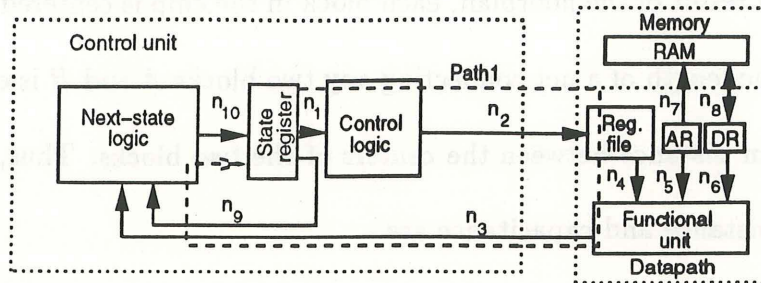 Control unit
Memory
RAM
Path1
Next–state
logic
n10
State
register
n1
Control
logic
n2
Reg.
file
n7
n8
AR
DR
n4
n5
n6
n9
n3
Functional
unit
Datapath